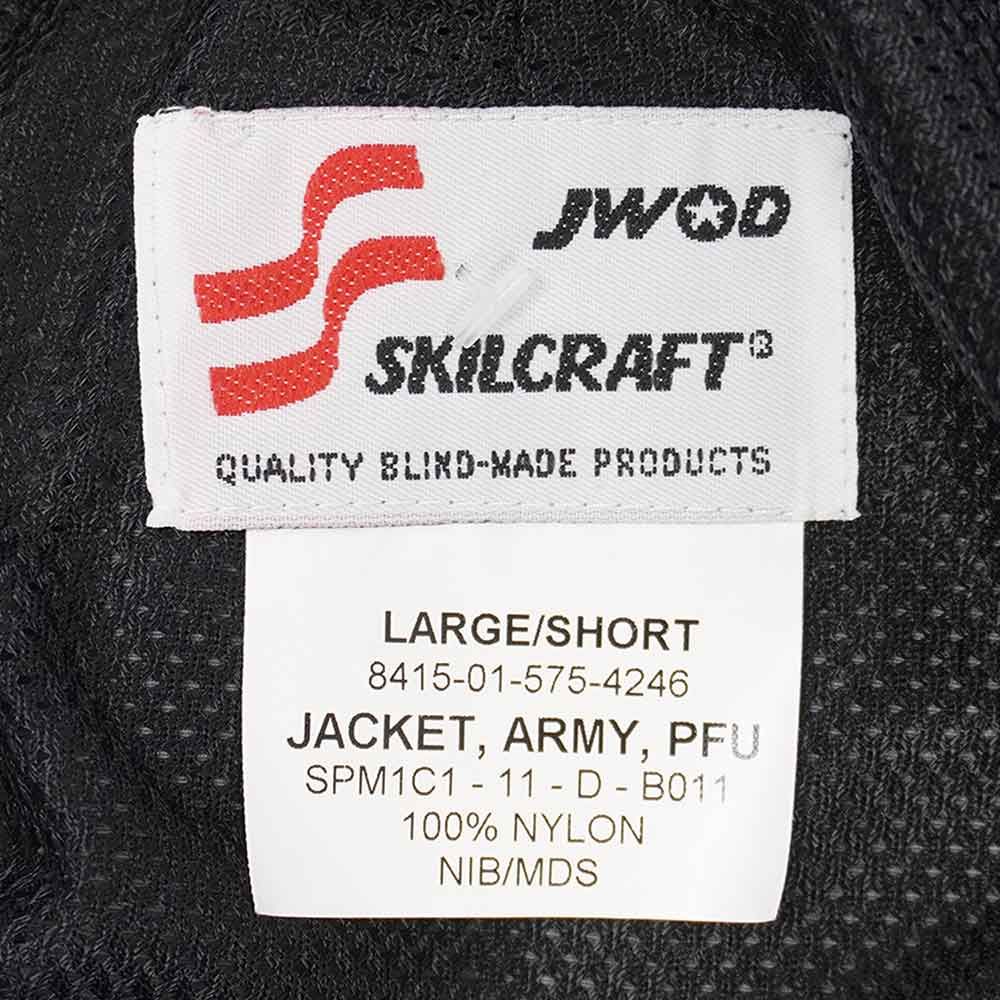 JWOD
SKILCRAFT®
QUALITY BLIND-MADE PRODUCTS
LARGE/SHORT
8415-01-575-4246
JACKET, ARMY, PFU
SPM1C1 - 11 - D - B011
100% NYLON
NIB/MDS